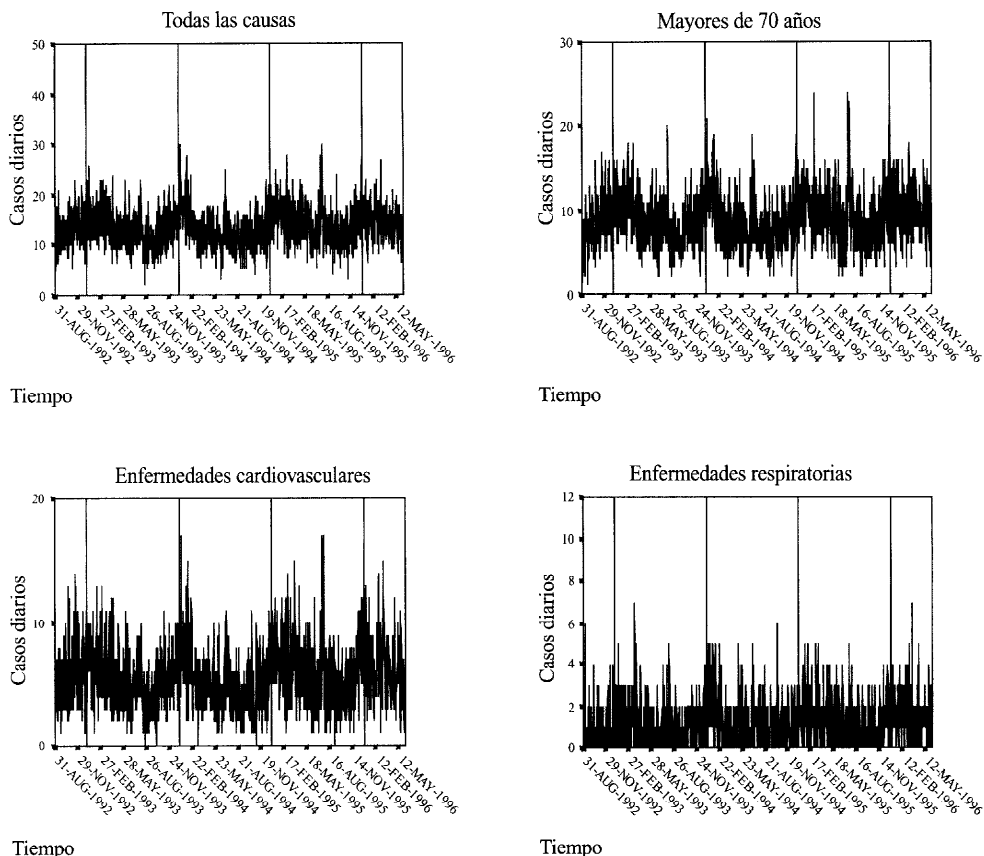 Todas las causas
50
40
30
20
10
0
Casos diarios
31-AUG-1992
29-NOV-1992
27-FEB-1993
28-MAY-1993
26-AUG-1993
24-NOV-1993
22-FEB-1994
23-MAY-1994
21-AUG-1994
19-NOV-1994
17-FEB-1995
18-MAY-1995
16-AUG-1995
14-NOV-1995
12-FEB-1996
12-MAY-1996
Tiempo
Mayores de 70 años
30
20
10
0
Casos diarios
31-AUG-1992
29-NOV-1992
27-FEB-1993
28-MAY-1993
26-AUG-1993
24-NOV-1993
22-FEB-1994
23-MAY-1994
21-AUG-1994
19-NOV-1994
17-FEB-1995
18-MAY-1995
16-AUG-1995
14-NOV-1995
12-FEB-1996
12-MAY-1996
Tiempo
Enfermedades cardiovasculares
20
10
0
Casos diarios
31-AUG-1992
29-NOV-1992
27-FEB-1993
28-MAY-1993
26-AUG-1993
24-NOV-1993
22-FEB-1994
23-MAY-1994
21-AUG-1994
19-NOV-1994
17-FEB-1995
18-MAY-1995
16-AUG-1995
14-NOV-1995
12-FEB-1996
12-MAY-1996
Tiempo
Enfermedades respiratorias
12
10
8
6
4
2
0
Casos diarios
31-AUG-1992
29-NOV-1992
27-FEB-1993
28-MAY-1993
26-AUG-1993
24-NOV-1993
22-FEB-1994
23-MAY-1994
21-AUG-1994
19-NOV-1994
17-FEB-1995
18-MAY-1995
16-AUG-1995
14-NOV-1995
12-FEB-1996
12-MAY-1996
Tiempo